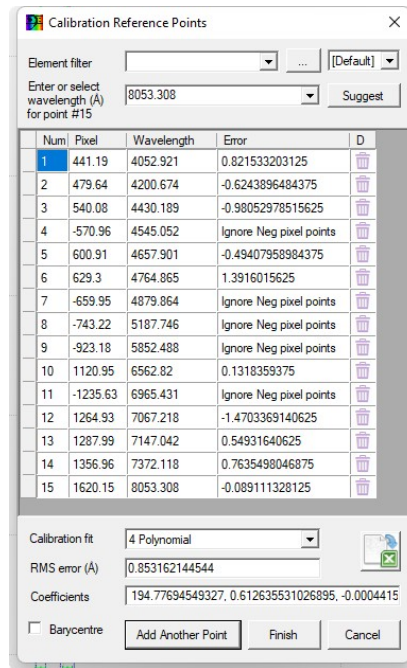 Calibration Reference Points
Element filter ... [Default]
Enter or select wavelength (Å) for point #15 8053.308 Suggest
Num Pixel Wavelength Error D
1 441.19 4052.921 0.821533203125
2 479.64 4200.674 -0.6243896484375
3 540.08 4430.189 -0.98052978515625
4 -570.96 4545.052 Ignore Neg pixel points
5 600.91 4657.901 -0.49407958984375
6 629.3 4764.865 1.3916015625
7 -659.95 4879.864 Ignore Neg pixel points
8 -743.22 5187.746 Ignore Neg pixel points
9 -923.18 5852.488 Ignore Neg pixel points
10 1120.95 6562.82 0.1318359375
11 -1235.63 6965.431 Ignore Neg pixel points
12 1264.93 7067.218 -1.4703369140625
13 1287.99 7147.042 0.54931640625
14 1356.96 7372.118 0.7635498046875
15 1620.15 8053.308 -0.089111328125
Calibration fit 4 Polynomial
RMS error (Å) 0.853162144544
Coefficients 194.77694549327, 0.612635531026895, -0.0004415
Barycentre Add Another Point Finish Cancel